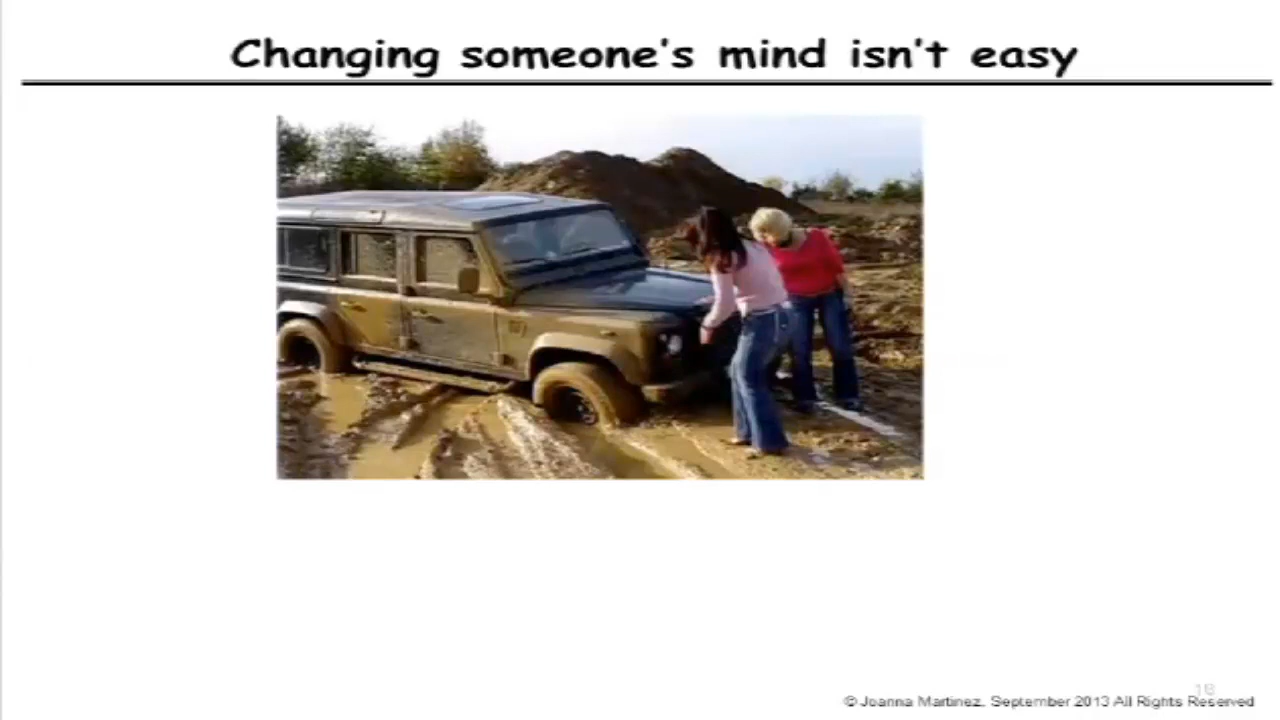 Changing someone's mind isn't easy
© Joanna Martinez, September 2013 All Rights Reserved